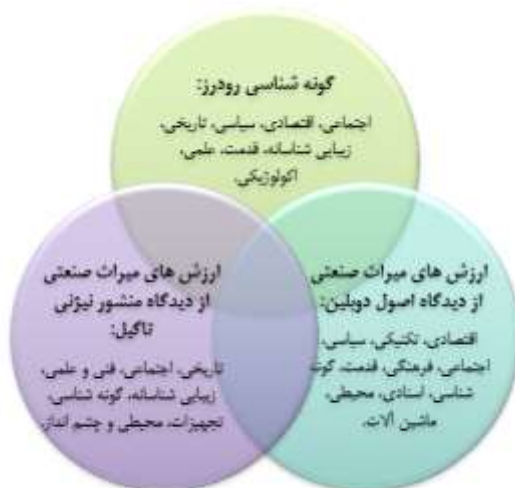 گونه شناسی رودرز:
اجتماعی، اقتصادی، سیاسی، تاریخی،
زیبایی شناسانه، قدمت، علمی،
اکولوژیکی.
ارزش های میراث صنعتی
از دیدگاه اصول دوبلین:
اقتصادی، تکنیکی، سیاسی،
اجتماعی، فرهنگی، قدمت، گونه
شناسی، اسنادی، محیطی،
ماشین آلات.
ارزش های میراث صنعتی
از دیدگاه منشور نیژنی
تاگیل:
تاریخی، اجتماعی، فنی و علمی،
زیبایی شناسانه، گونه شناسی،
تجهیزات، محیطی و چشم انداز.